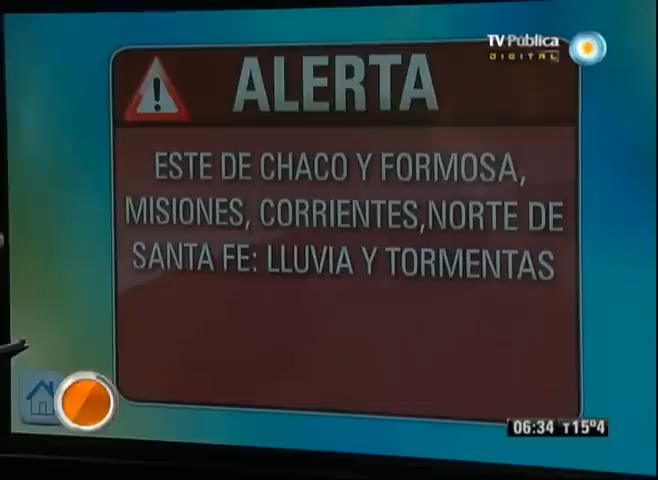 TV Pública
DIGITAL
ALERTA
ESTE DE CHACO Y FORMOSA,
MISIONES, CORRIENTES,NORTE DE
SANTA FE: LLUVIA Y TORMENTAS
06:34 T15º4